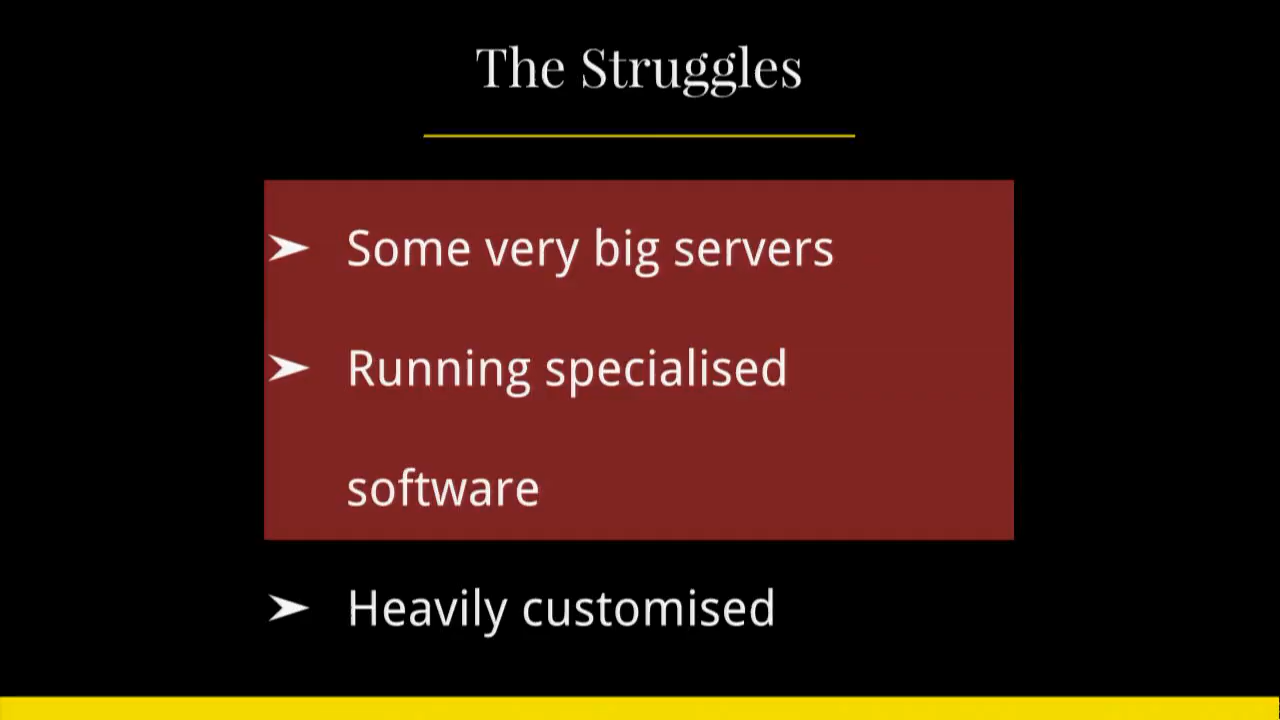 The Struggles
➤ Some very big servers
➤ Running specialised
software
➤ Heavily customised